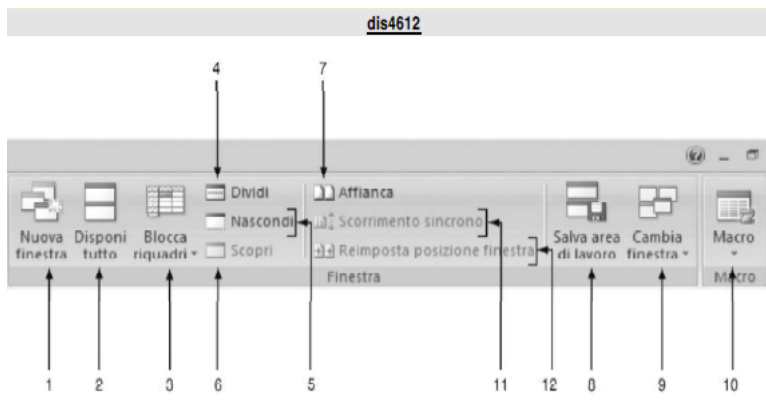 dis4612
4 7
Dividi Affianca
Nascondi Scorrimento sincrono
Nuova Disponi Blocca Salva area Cambia Macro
finestra tutto riquadri Scopri Reimposta posizione finestra di lavoro finestra
Finestra Macro
1 2 3 6 5 11 12 8 9 10